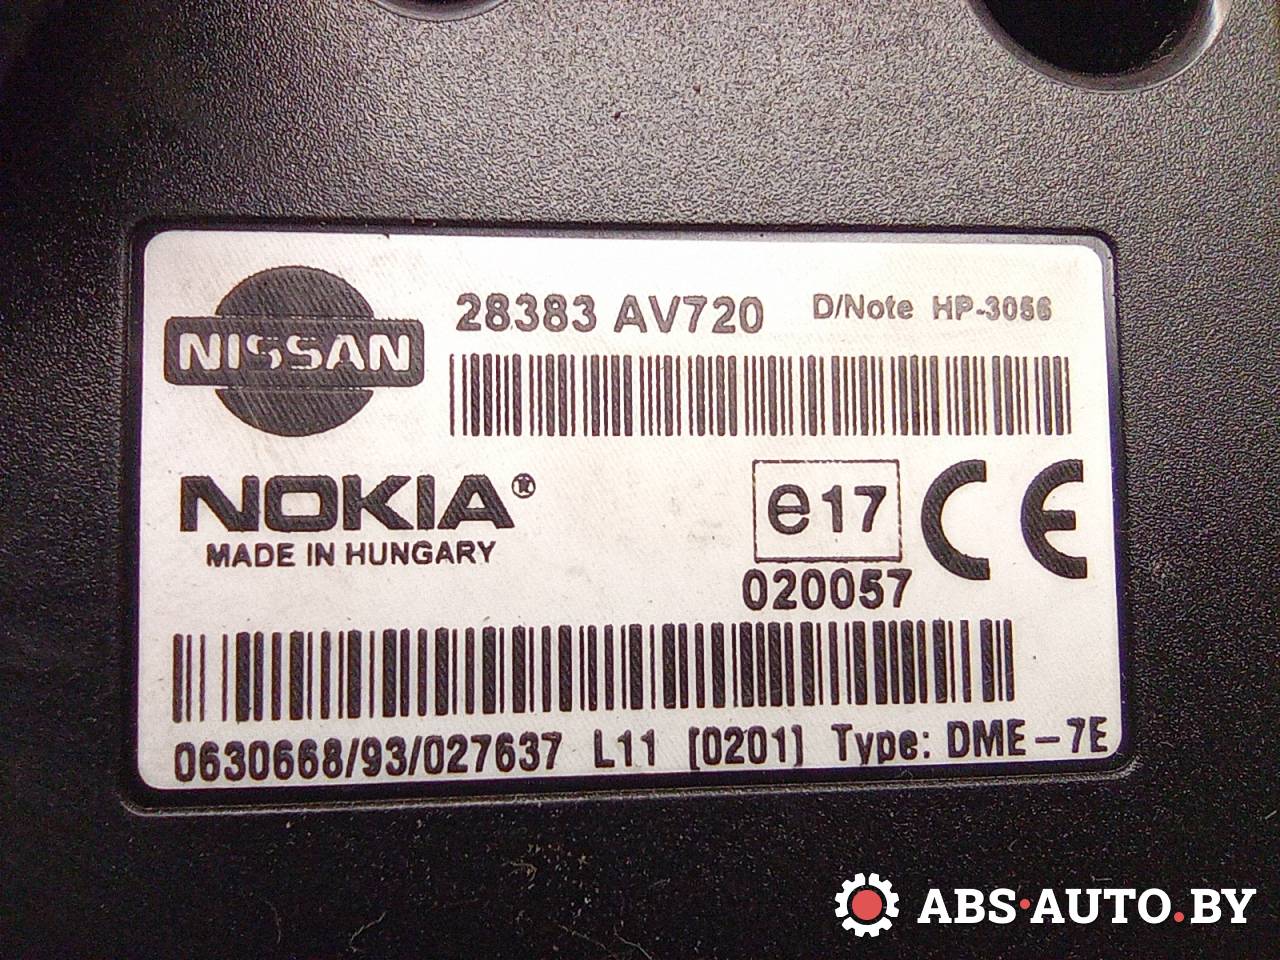 NISSAN
28383 AV720 D/Note HP-3056
NOKIA®
MADE IN HUNGARY
e17
CE
020057
0630668/93/027637 L11 [0201] Type: DME-7E
ABS·AUTO.BY